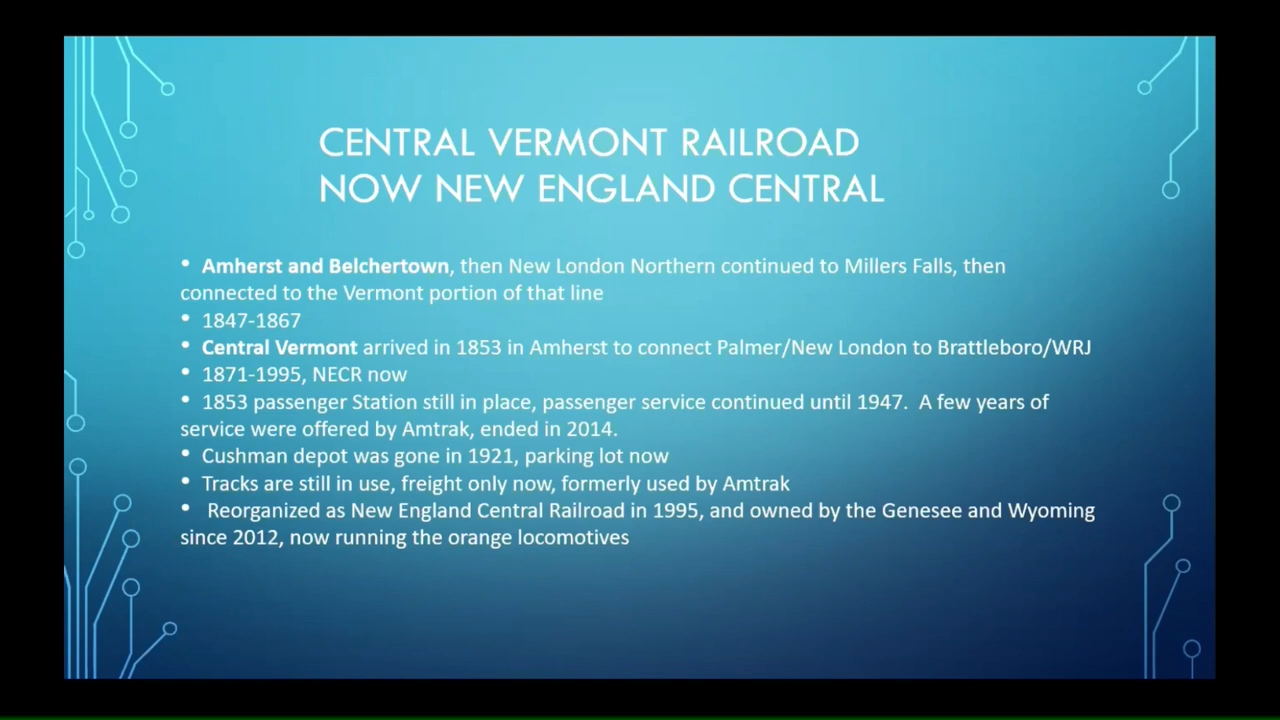 CENTRAL VERMONT RAILROAD
NOW NEW ENGLAND CENTRAL
• Amherst and Belchertown, then New London Northern continued to Millers Falls, then
connected to the Vermont portion of that line
• 1847-1867
• Central Vermont arrived in 1853 in Amherst to connect Palmer/New London to Brattleboro/WRJ
• 1871-1995, NECR now
• 1853 passenger Station still in place, passenger service continued until 1947. A few years of
service were offered by Amtrak, ended in 2014.
• Cushman depot was gone in 1921, parking lot now
• Tracks are still in use, freight only now, formerly used by Amtrak
• Reorganized as New England Central Railroad in 1995, and owned by the Genesee and Wyoming
since 2012, now running the orange locomotives